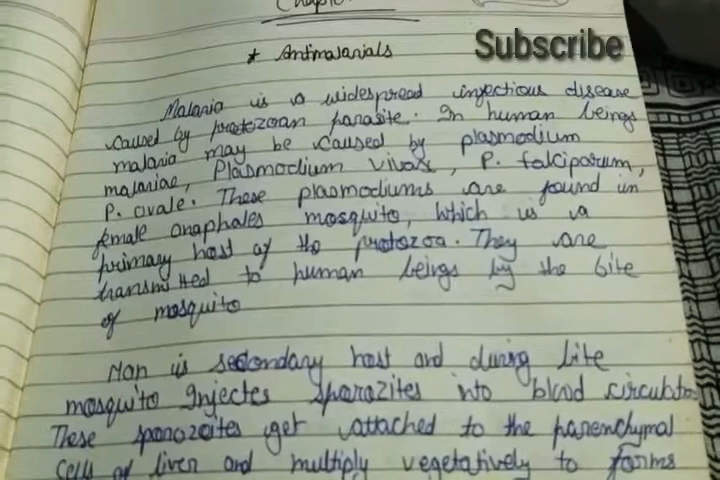 Chapter
* Antimalarials
Subscribe
Malaria is a widespread infectious disease
caused by protozoan parasite. In human beings
malaria may be caused by plasmodium
malariae, Plasmodium vivax, P. falciparum,
P. ovale. These plasmodiums are found in
female anaphales mosquito, which is a
primary host of the protozoa. They are
transmitted to human beings by the bite
of mosquito
Man is secondary host and during bite
mosquito Injectes sporozites into blood circulation
These sporozoites get attached to the parenchymal
cells of liver and multiply vegetatively to forms